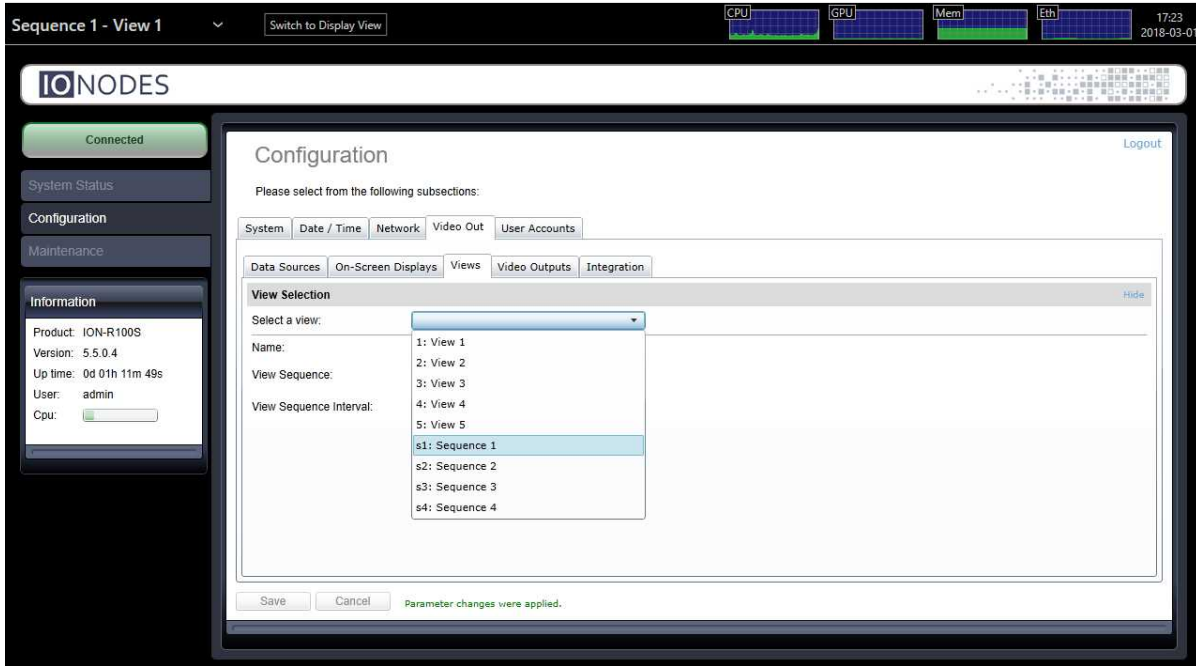 Sequence 1 - View 1
Switch to Display View
CPU
GPU
Mem
Eth
17:23
2018-03-01
IONODES
Connected
System Status
Configuration
Maintenance
Information
Product: ION-R100S
Version: 5.5.0.4
Up time: 0d 01h 11m 49s
User: admin
Cpu:
Logout
Configuration
Please select from the following subsections:
System Date / Time Network Video Out User Accounts
Data Sources On-Screen Displays Views Video Outputs Integration
View Selection Hide
Select a view:
Name:
View Sequence:
View Sequence Interval:
1: View 1
2: View 2
3: View 3
4: View 4
5: View 5
s1: Sequence 1
s2: Sequence 2
s3: Sequence 3
s4: Sequence 4
Save Cancel Parameter changes were applied.